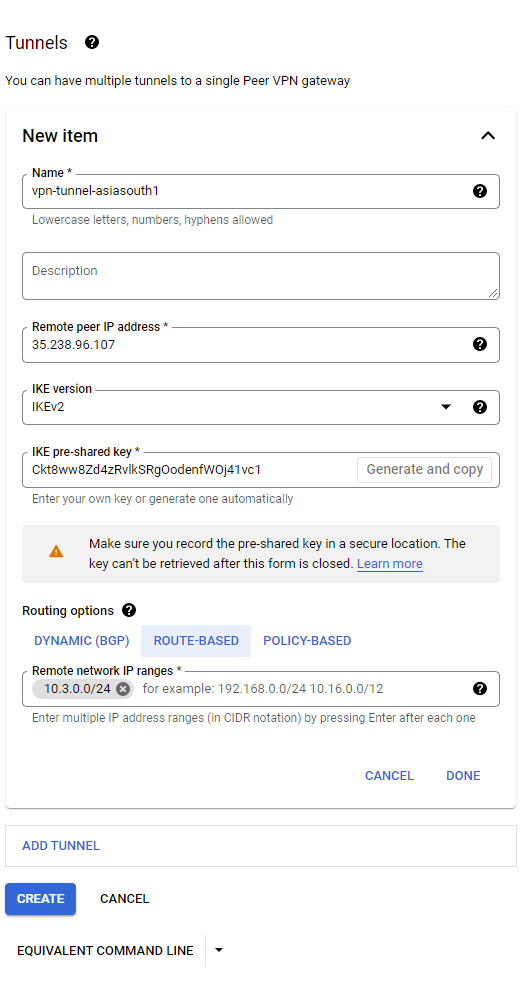 Tunnels
You can have multiple tunnels to a single Peer VPN gateway
New item
Name *
vpn-tunnel-asiasouth1
Lowercase letters, numbers, hyphens allowed
Description
Remote peer IP address *
35.238.96.107
IKE version
IKEv2
IKE pre-shared key *
Ckt8ww8Zd4zRvlkSRgOodenfWOj41vc1
Generate and copy
Enter your own key or generate one automatically
Make sure you record the pre-shared key in a secure location. The
key can't be retrieved after this form is closed. Learn more
Routing options
DYNAMIC (BGP) ROUTE-BASED POLICY-BASED
Remote network IP ranges *
10.3.0.0/24 for example: 192.168.0.0/24 10.16.0.0/12
Enter multiple IP address ranges (in CIDR notation) by pressing Enter after each one
CANCEL DONE
ADD TUNNEL
CREATE CANCEL
EQUIVALENT COMMAND LINE